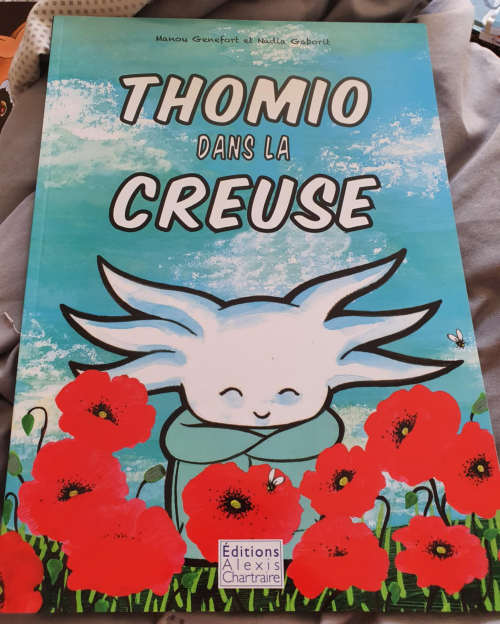 Manou Genefort et Nadia Gaborit
THOMIO
DANS LA
CREUSE
Éditions
Alexis
Chartraire